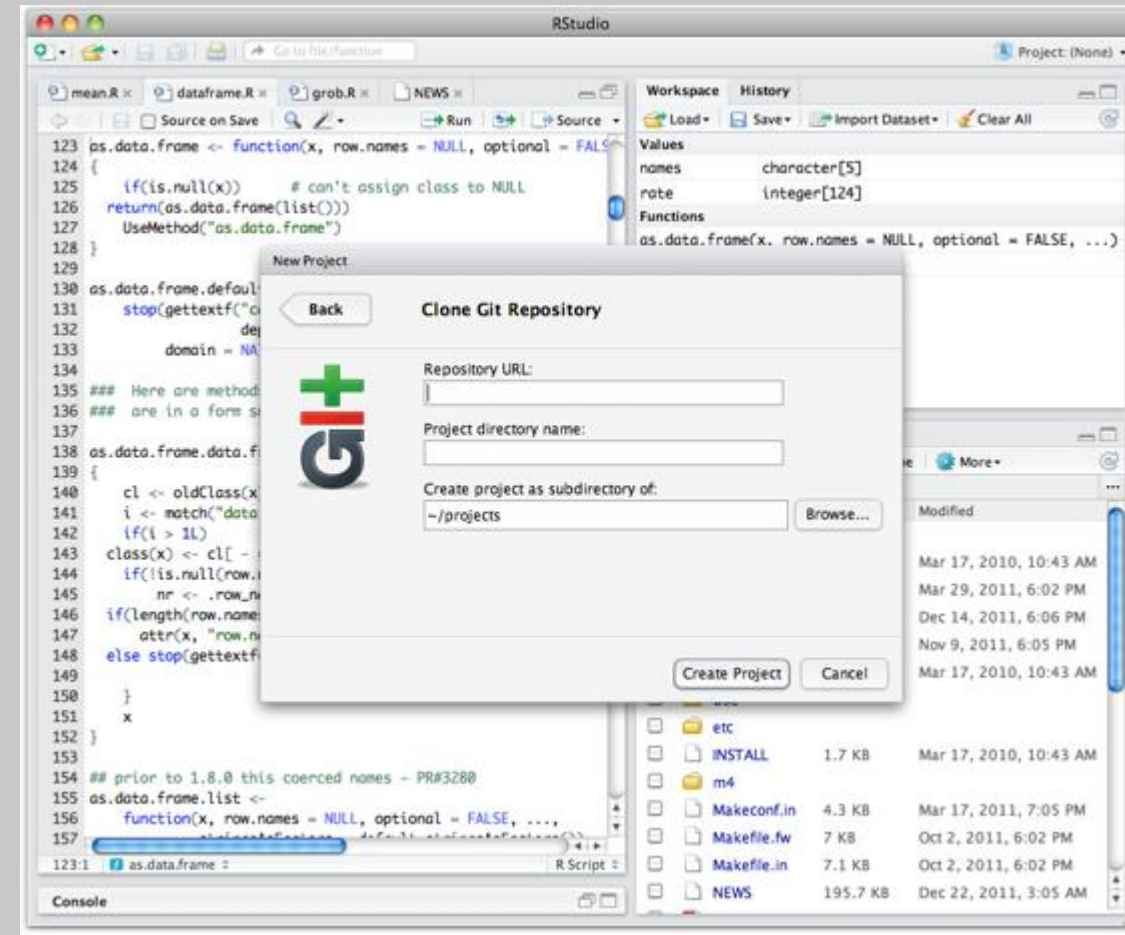 RStudio
Go to file/function
Project: (None)
mean.R dataframe.R grob.R NEWS
Source on Save Run Source
123 as.data.frame <- function(x, row.names = NULL, optional = FALS
124 {
125 if(is.null(x)) # can't assign class to NULL
126 return(as.data.frame(list()))
127 UseMethod("as.data.frame")
128 }
129
130 as.data.frame.defaul
131 stop(gettextf("c
132 dep
133 domain = NA
134
135 ### Here are method
136 ### are in a form s
137
138 as.data.frame.data.f
139 {
140 cl <- oldClass(x
141 i <- match("data
142 if(i > 1L)
143 class(x) <- cl[ -
144 if(!is.null(row.
145 nr <- .row_n
146 if(length(row.name
147 attr(x, "row.n
148 else stop(gettextf
149
150 }
151 x
152 }
153
154 ## prior to 1.8.0 this coerced names - PR#3280
155 as.data.frame.list <-
156 function(x, row.names = NULL, optional = FALSE, ...,
157
123:1 as.data.frame R Script
Console
Workspace History
Load Save Import Dataset Clear All
Values
names character[5]
rate integer[124]
Functions
as.data.frame(x, row.names = NULL, optional = FALSE, ...)
New Project
Back
Clone Git Repository
git
Repository URL:
Project directory name:
Create project as subdirectory of:
~/projects
Browse...
Create Project
Cancel
More
Modified
Mar 17, 2010, 10:43 AM
Mar 29, 2011, 6:02 PM
Dec 14, 2011, 6:06 PM
Nov 9, 2011, 6:05 PM
Mar 17, 2010, 10:43 AM
etc
INSTALL 1.7 KB Mar 17, 2010, 10:43 AM
m4
Makeconf.in 4.3 KB Mar 17, 2011, 7:05 PM
Makefile.fw 7 KB Oct 2, 2011, 6:02 PM
Makefile.in 7.1 KB Oct 2, 2011, 6:02 PM
NEWS 195.7 KB Dec 22, 2011, 3:05 AM